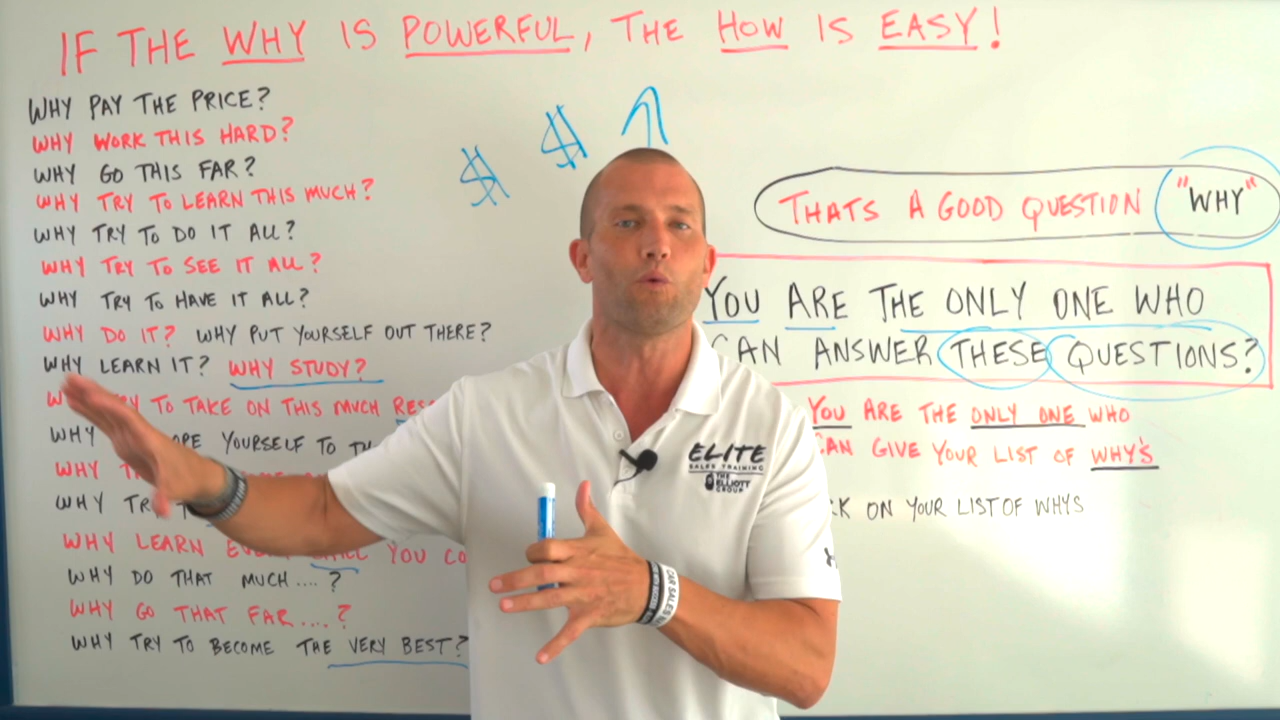 IF THE WHY IS POWERFUL, THE HOW IS EASY!
WHY PAY THE PRICE?
WHY WORK THIS HARD?
WHY GO THIS FAR?
WHY TRY TO LEARN THIS MUCH?
WHY TRY TO DO IT ALL?
WHY TRY TO SEE IT ALL?
WHY TRY TO HAVE IT ALL?
WHY DO IT? WHY PUT YOURSELF OUT THERE?
WHY LEARN IT? WHY STUDY?
TO TAKE ON THIS MUCH
WHY YOURSELF TO
WHY
WHY
WHY LEARN YOU
WHY DO THAT MUCH....?
WHY GO THAT FAR....?
WHY TRY TO BECOME THE VERY BEST?
$ $
THATS A GOOD QUESTION "WHY"
YOU ARE THE ONLY ONE WHO
CAN ANSWER THESE QUESTIONS?
YOU ARE THE ONLY ONE WHO
CAN GIVE YOUR LIST OF WHY'S
ON YOUR LIST OF WHYS
ELITE
SALES TRAINING
THE
ELLIOTT
GROUP
CAR SALES